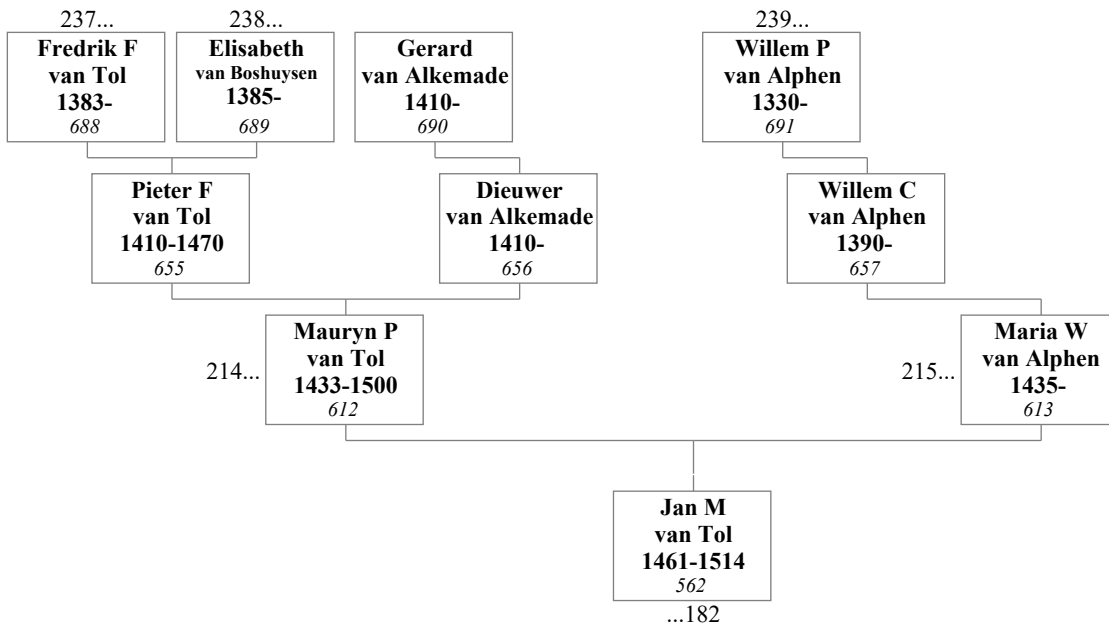 237...
238...
239...
Fredrik F
van Tol
1383-
688
Elisabeth
van Boshuysen
1385-
689
Gerard
van Alkemade
1410-
690
Willem P
van Alphen
1330-
691
Pieter F
van Tol
1410-1470
655
Dieuwer
van Alkemade
1410-
656
Willem C
van Alphen
1390-
657
214...
Mauryn P
van Tol
1433-1500
612
215...
Maria W
van Alphen
1435-
613
Jan M
van Tol
1461-1514
562
...182